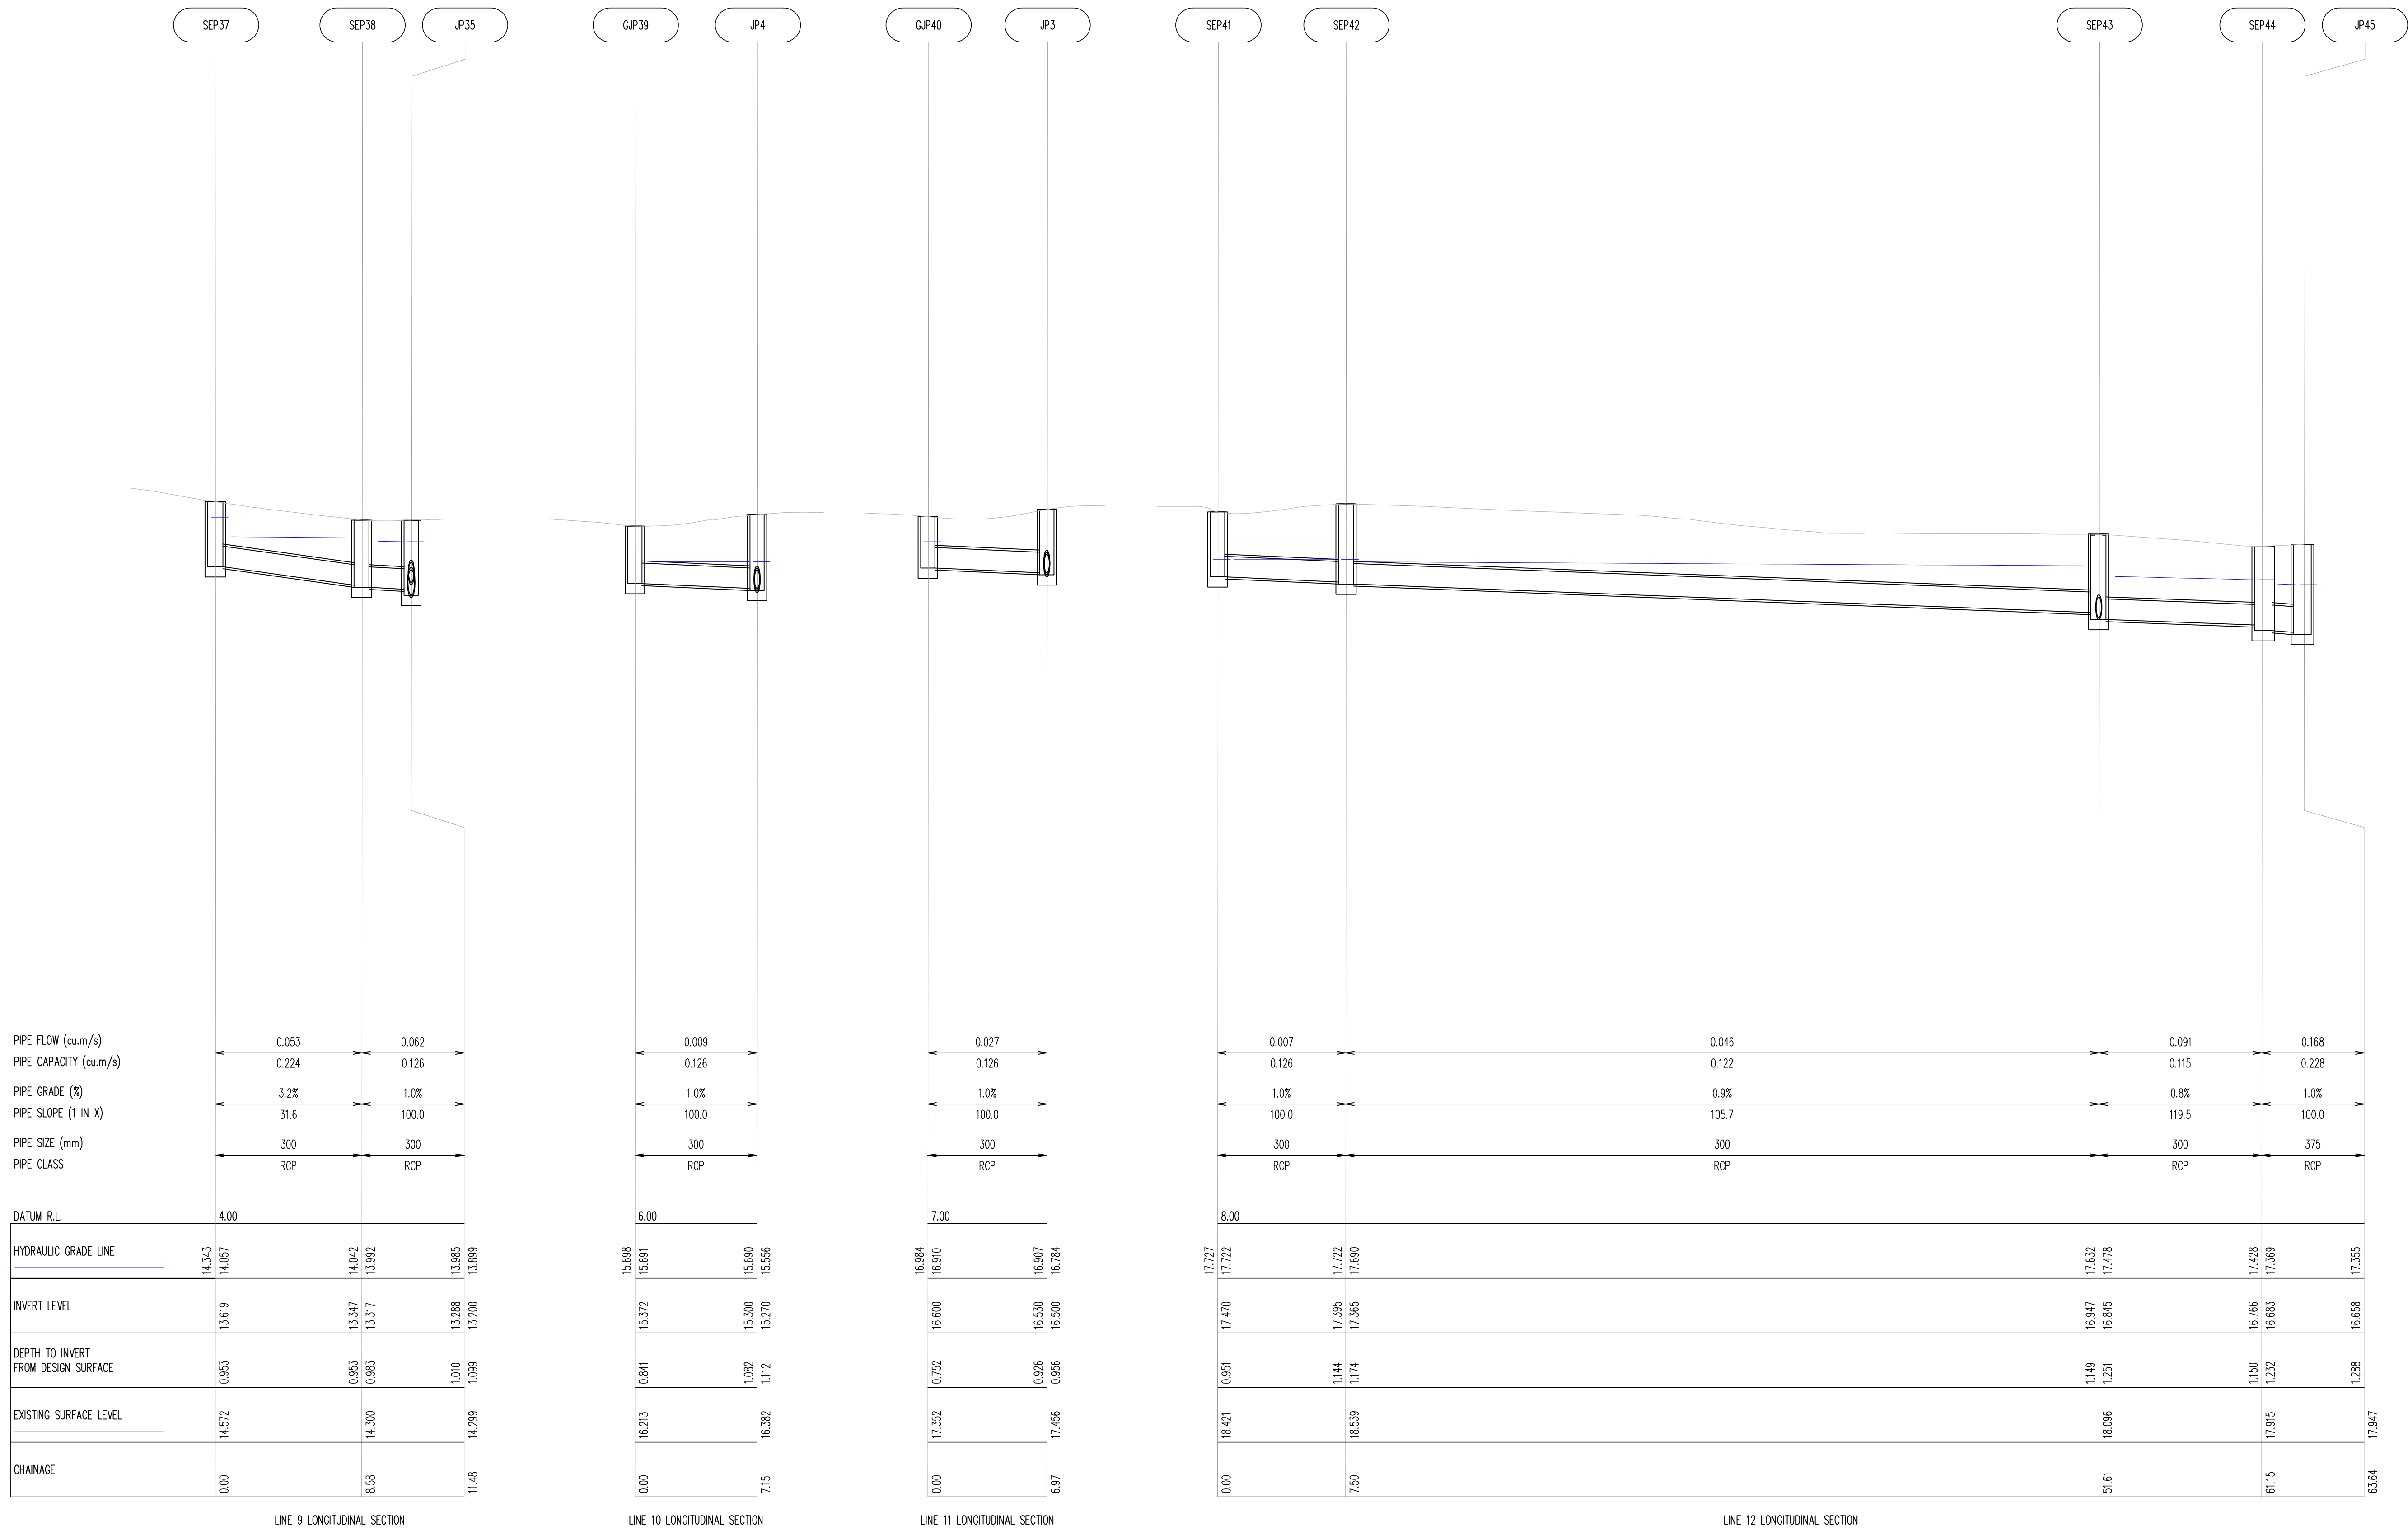 SEP37 SEP38 JP35 GJP39 JP4 GJP40 JP3 SEP41 SEP42 SEP43 SEP44 JP45
PIPE FLOW (cu.m/s) 0.053 0.062 0.009 0.027 0.007 0.046 0.091 0.168
PIPE CAPACITY (cu.m/s) 0.224 0.126 0.126 0.126 0.126 0.122 0.115 0.228
PIPE GRADE (%) 3.2% 1.0% 1.0% 1.0% 1.0% 0.9% 0.8% 1.0%
PIPE SLOPE (1 IN X) 31.6 100.0 100.0 100.0 100.0 105.7 119.5 100.0
PIPE SIZE (mm) 300 300 300 300 300 300 300 375
PIPE CLASS RCP RCP RCP RCP RCP RCP RCP RCP
DATUM R.L. 4.00 6.00 7.00 8.00
HYDRAULIC GRADE LINE 14.343 14.057 14.042 13.992 13.985 13.899 15.698 15.691 15.690 15.556 16.984 16.910 16.907 16.784 17.727 17.722 17.722 17.690 17.632 17.478 17.428 17.369 17.355
INVERT LEVEL 13.619 13.347 13.317 13.288 13.200 15.372 15.300 15.270 16.600 16.530 16.500 17.470 17.395 17.365 16.947 16.845 16.766 16.683 16.658
DEPTH TO INVERT
FROM DESIGN SURFACE 0.953 0.953 0.983 1.010 1.099 0.841 1.082 1.112 0.752 0.926 0.956 0.951 1.144 1.174 1.149 1.251 1.150 1.232 1.288
EXISTING SURFACE LEVEL 14.572 14.300 14.299 16.213 16.382 17.352 17.456 18.421 18.539 18.096 17.915 17.947
CHAINAGE 0.00 8.58 11.48 0.00 7.15 0.00 6.97 0.00 7.50 51.61 61.15 63.64
LINE 9 LONGITUDINAL SECTION LINE 10 LONGITUDINAL SECTION LINE 11 LONGITUDINAL SECTION LINE 12 LONGITUDINAL SECTION